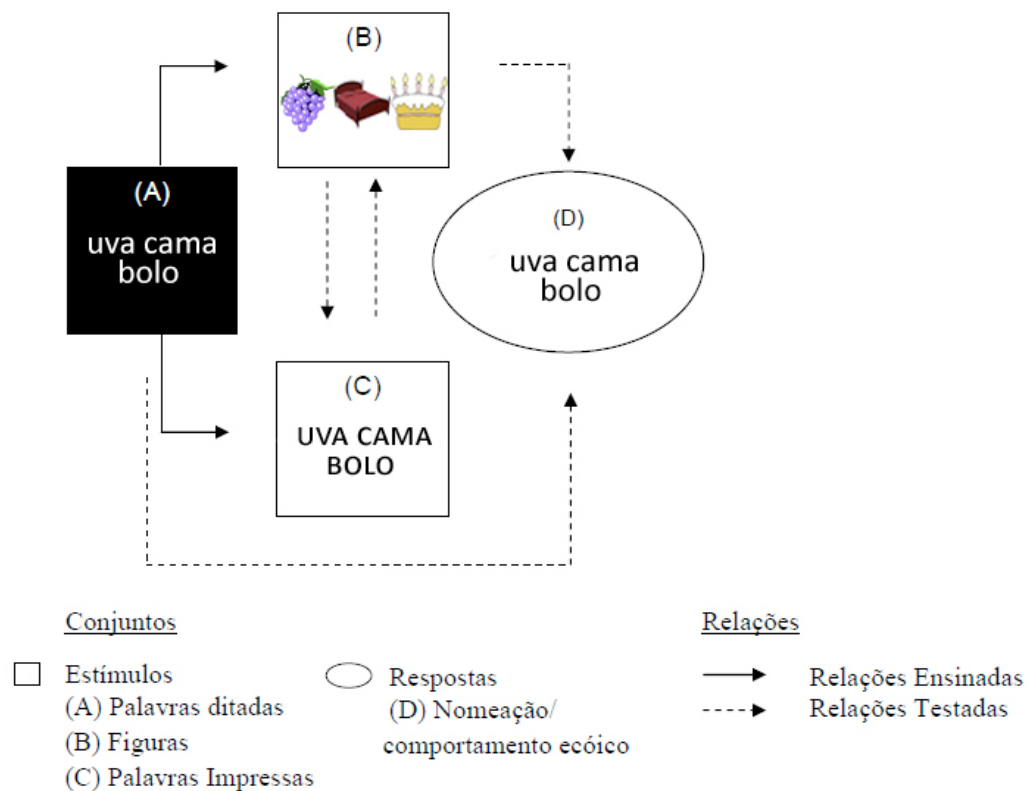 (B)
(A)
uva cama
bolo
(D)
uva cama
bolo
(C)
UVA CAMA
BOLO
Conjuntos
Relações
Estímulos
Respostas
Relações Ensinadas
(A) Palavras ditadas
(D) Nomeação/
Relações Testadas
(B) Figuras
comportamento ecóico
(C) Palavras Impressas